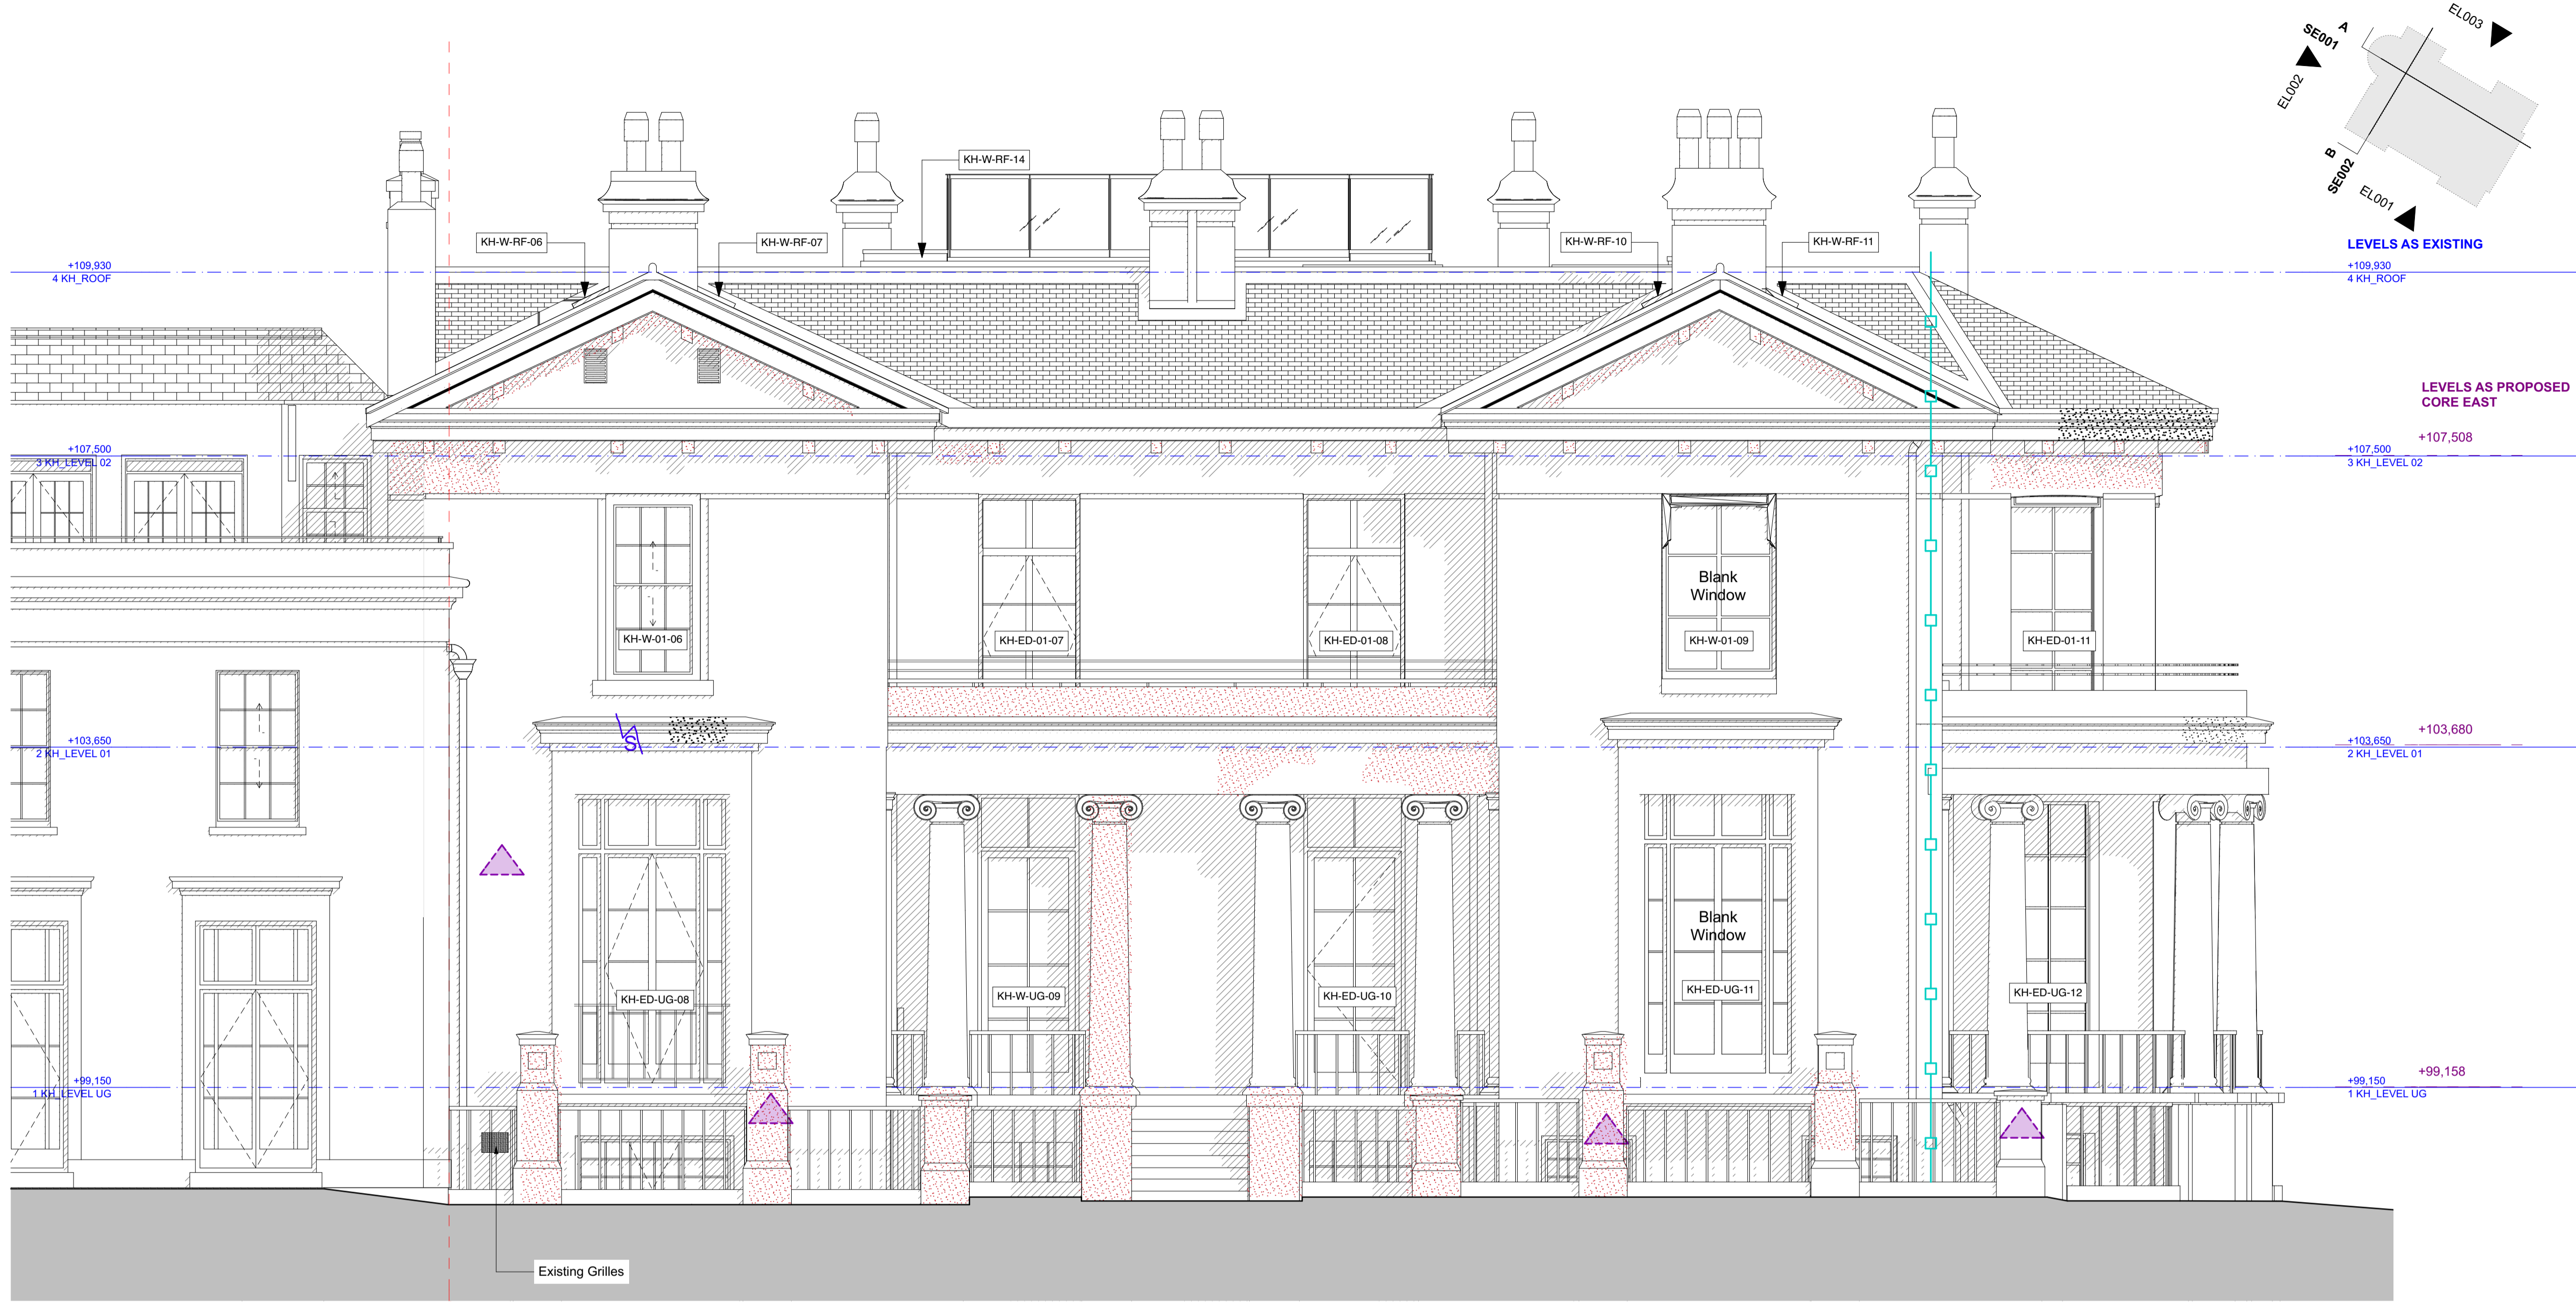 EL003
A
SE001
EL002
B
SE002
EL001
KH-W-RF-14
KH-W-RF-06
KH-W-RF-07
KH-W-RF-10
KH-W-RF-11
LEVELS AS EXISTING
+109,930
4 KH_ROOF
+109,930
4 KH_ROOF
LEVELS AS PROPOSED
CORE EAST
+107,508
+107,500
3 KH_LEVEL 02
+107,500
3 KH_LEVEL 02
Blank
Window
KH-W-01-06
KH-ED-01-07
KH-ED-01-08
KH-W-01-09
KH-ED-01-11
S
+103,680
+103,650
2 KH_LEVEL 01
+103,650
2 KH_LEVEL 01
Blank
Window
KH-ED-UG-08
KH-W-UG-09
KH-ED-UG-10
KH-ED-UG-11
KH-ED-UG-12
+99,158
+99,150
1 KH_LEVEL UG
+99,150
1 KH_LEVEL UG
Existing Grilles